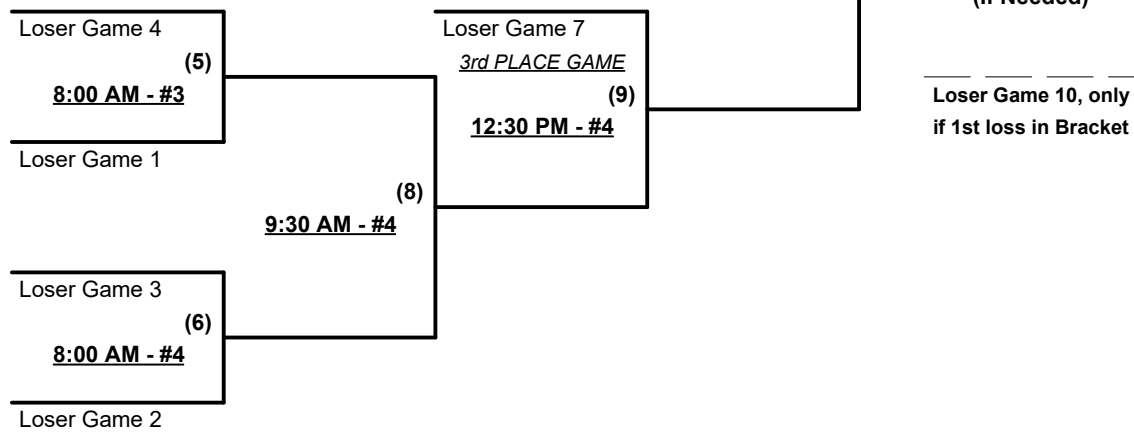 (If Needed)
Loser Game 4
(5)
8:00 AM - #3
Loser Game 1
Loser Game 7
3rd PLACE GAME
(9)
12:30 PM - #4
Loser Game 10, only
if 1st loss in Bracket
(8)
9:30 AM - #4
Loser Game 3
(6)
8:00 AM - #4
Loser Game 2